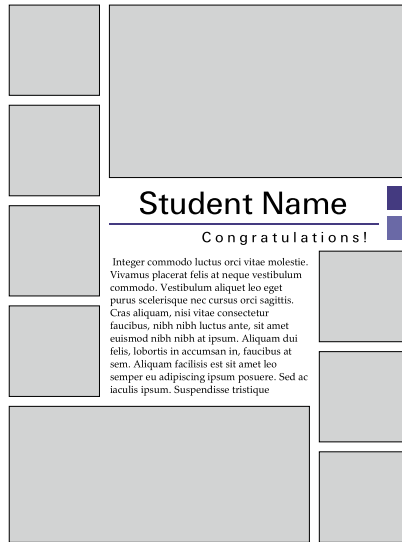 Student Name
Congratulations!
Integer commodo luctus orci vitae molestie.
Vivamus placerat felis at neque vestibulum
commodo. Vestibulum aliquet leo eget
purus scelerisque nec cursus orci sagittis.
Cras aliquam, nisi vitae consectetur
faucibus, nibh nibh luctus ante, sit amet
euismod nibh nibh at ipsum. Aliquam dui
felis, lobortis in accumsan in, faucibus at
sem. Aliquam facilisis est sit amet leo
semper eu adipiscing ipsum posuere. Sed ac
iaculis ipsum. Suspendisse tristique